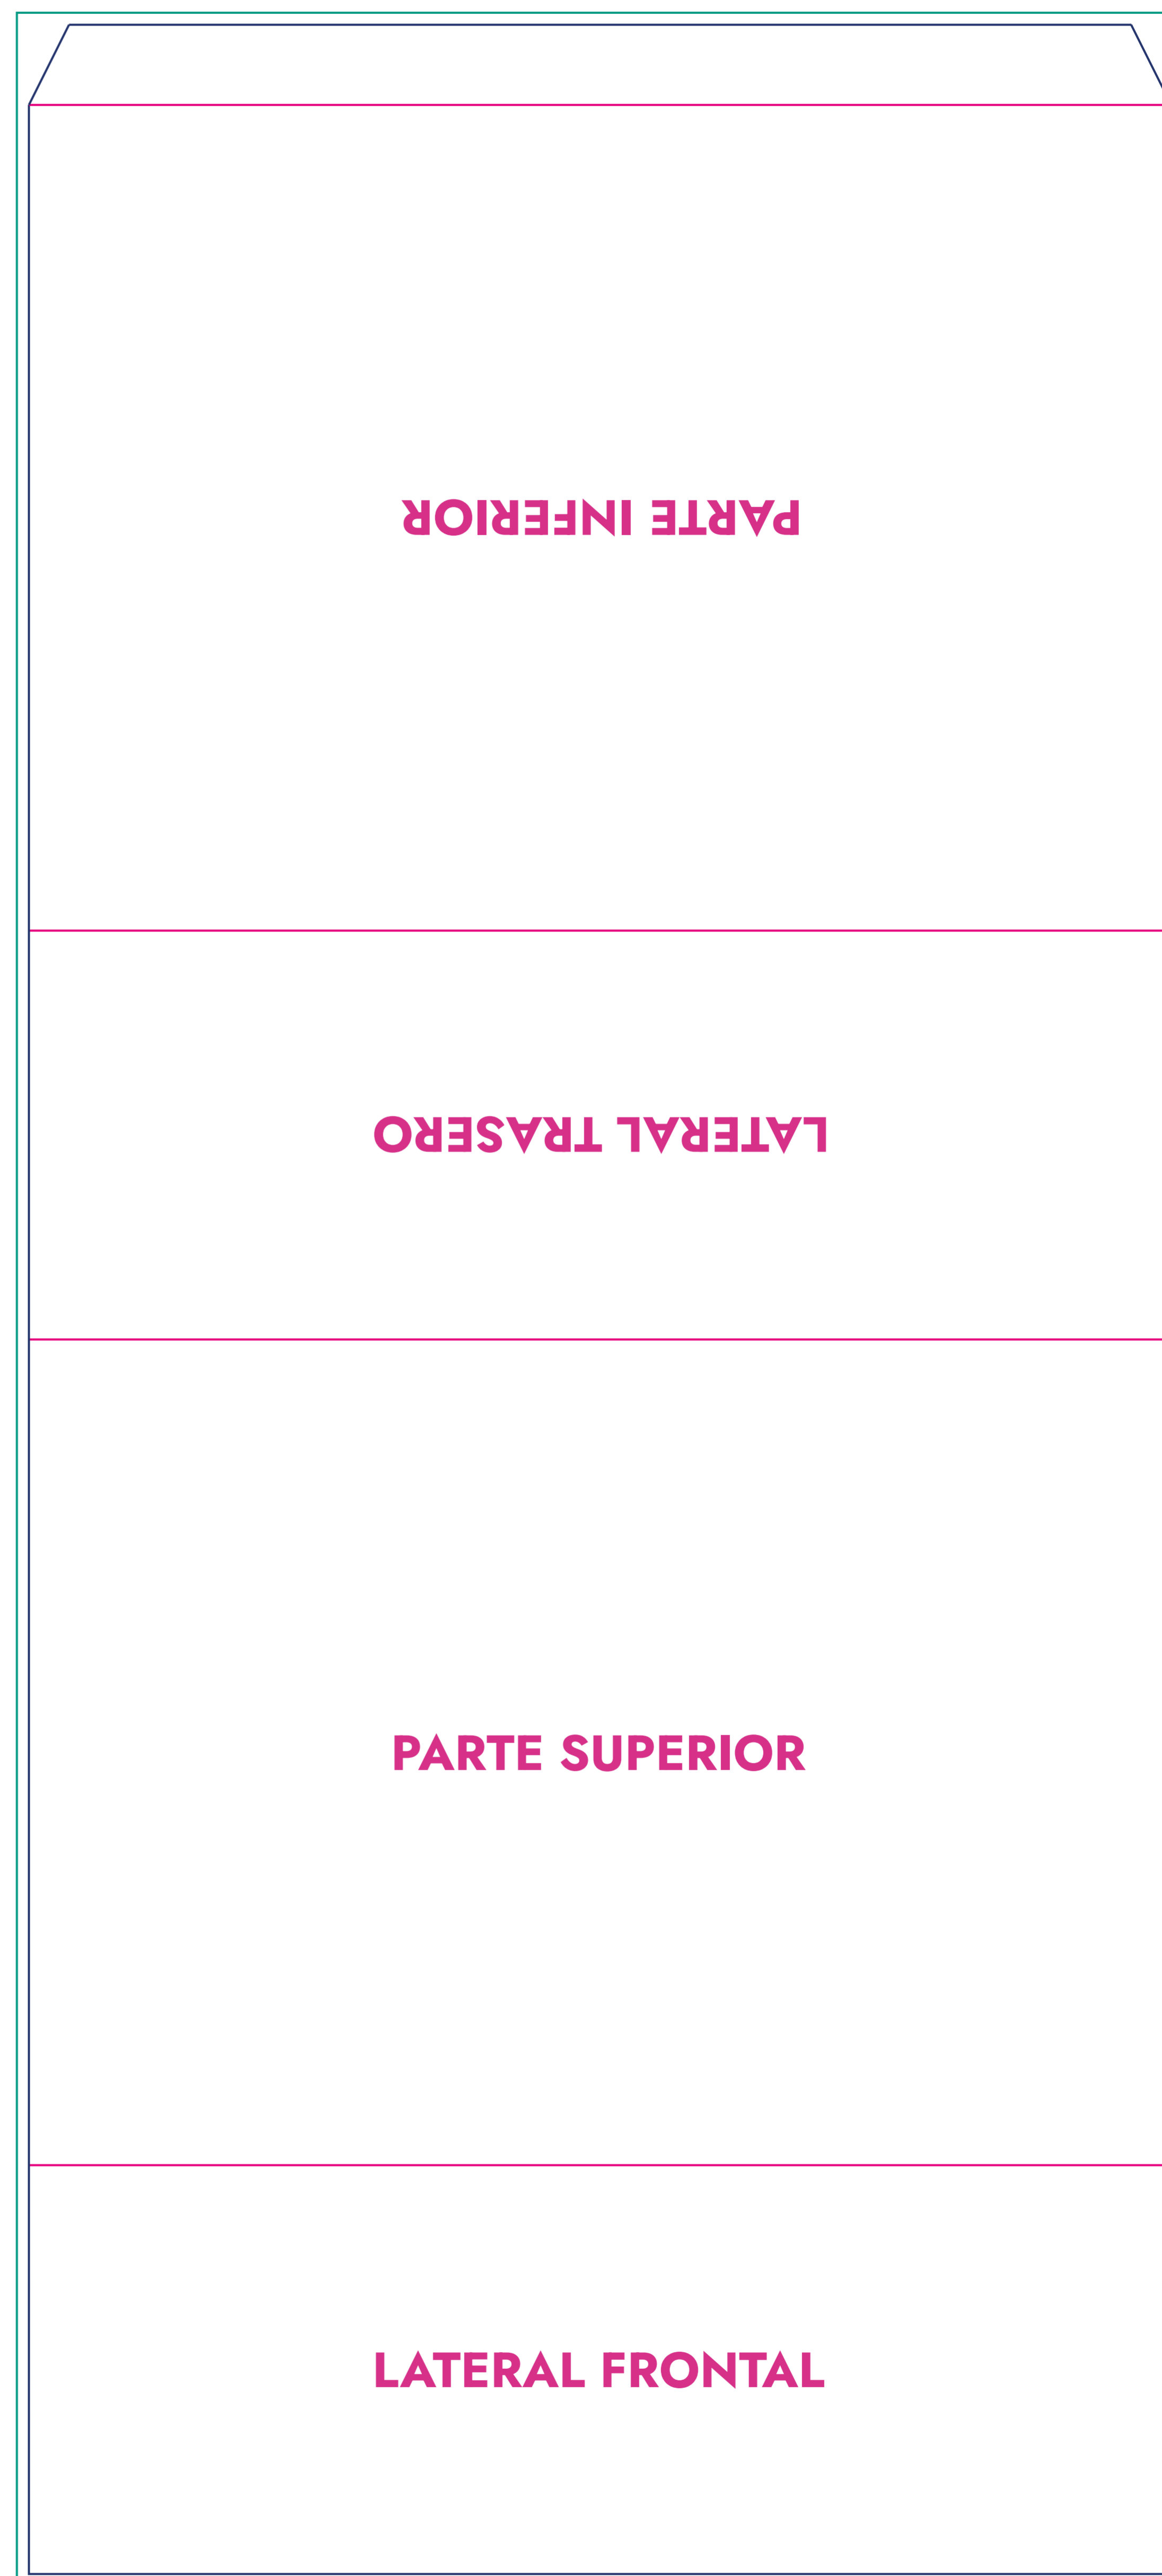 PARTE INFERIOR
LATERAL TRASERO
PARTE SUPERIOR
LATERAL FRONTAL